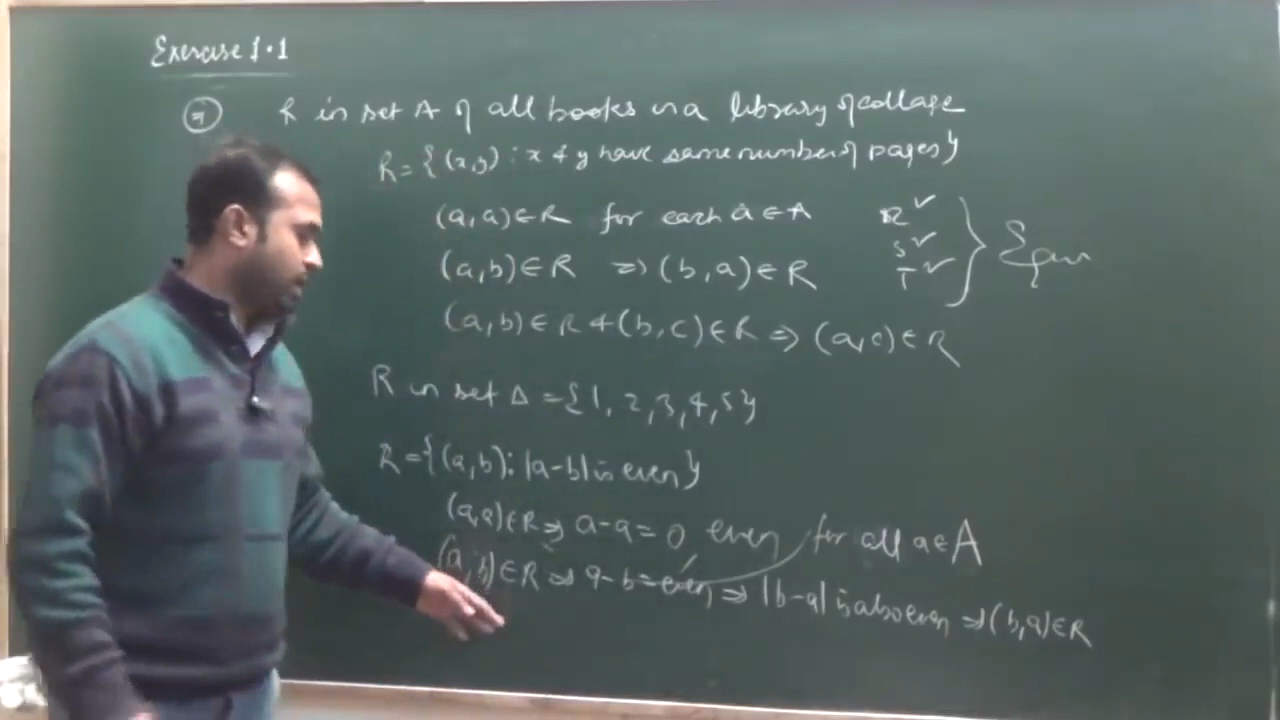 Exercise 1.1
R in set A of all books in a library of collage
R = {(x,y) : x & y have same number of pages}
(a,a) ∈ R for each a ∈ A R ✓
(a,b) ∈ R ⇒ (b,a) ∈ R S ✓ T ✓ } Equi
(a,b) ∈ R & (b,c) ∈ R ⇒ (a,c) ∈ R
R in set A = {1, 2, 3, 4, 5}
R = {(a,b) : |a-b| is even}
(a,a) ∈ R ⇒ a-a = 0, even for all a ∈ A
(a,b) ∈ R ⇒ a-b = even ⇒ |b-a| is also even ⇒ (b,a) ∈ R